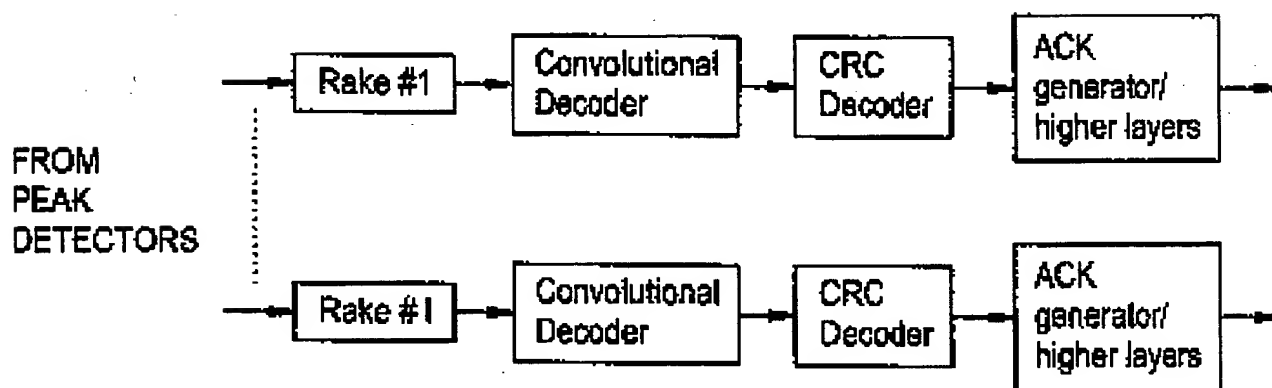 FROM
PEAK
DETECTORS
Rake #1
Convolutional
Decoder
CRC
Decoder
ACK
generator/
higher layers
Rake #I
Convolutional
Decoder
CRC
Decoder
ACK
generator/
higher layers